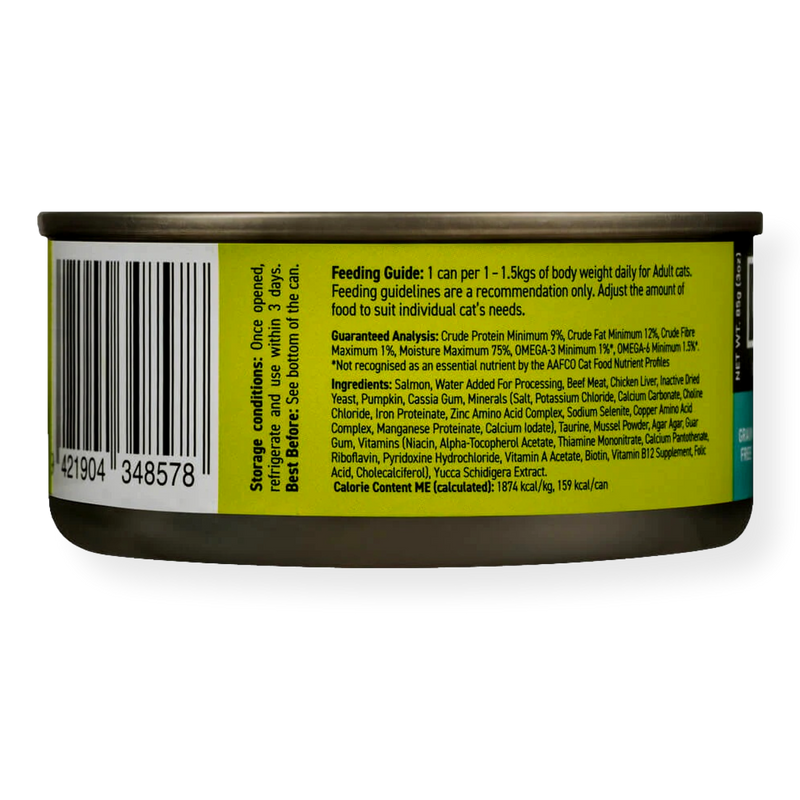 421904 348578
Storage conditions: Once opened,
refrigerate and use within 3 days.
Best Before: See bottom of the can.
Feeding Guide: 1 can per 1 – 1.5kgs of body weight daily for Adult cats.
Feeding guidelines are a recommendation only. Adjust the amount of
food to suit individual cat's needs.
Guaranteed Analysis: Crude Protein Minimum 9%, Crude Fat Minimum 12%, Crude Fibre
Maximum 1%, Moisture Maximum 75%, OMEGA-3 Minimum 1%*, OMEGA-6 Minimum 1.5%*.
*Not recognised as an essential nutrient by the AAFCO Cat Food Nutrient Profiles
Ingredients: Salmon, Water Added For Processing, Beef Meat, Chicken Liver, Inactive Dried
Yeast, Pumpkin, Cassia Gum, Minerals (Salt, Potassium Chloride, Calcium Carbonate, Choline
Chloride, Iron Proteinate, Zinc Amino Acid Complex, Sodium Selenite, Copper Amino Acid
Complex, Manganese Proteinate, Calcium Iodate), Taurine, Mussel Powder, Agar Agar, Guar
Gum, Vitamins (Niacin, Alpha-Tocopherol Acetate, Thiamine Mononitrate, Calcium Pantothenate,
Riboflavin, Pyridoxine Hydrochloride, Vitamin A Acetate, Biotin, Vitamin B12 Supplement, Folic
Acid, Cholecalciferol), Yucca Schidigera Extract.
Calorie Content ME (calculated): 1874 kcal/kg, 159 kcal/can
NET WT. 85g (3oz)
GRAIN
FREE